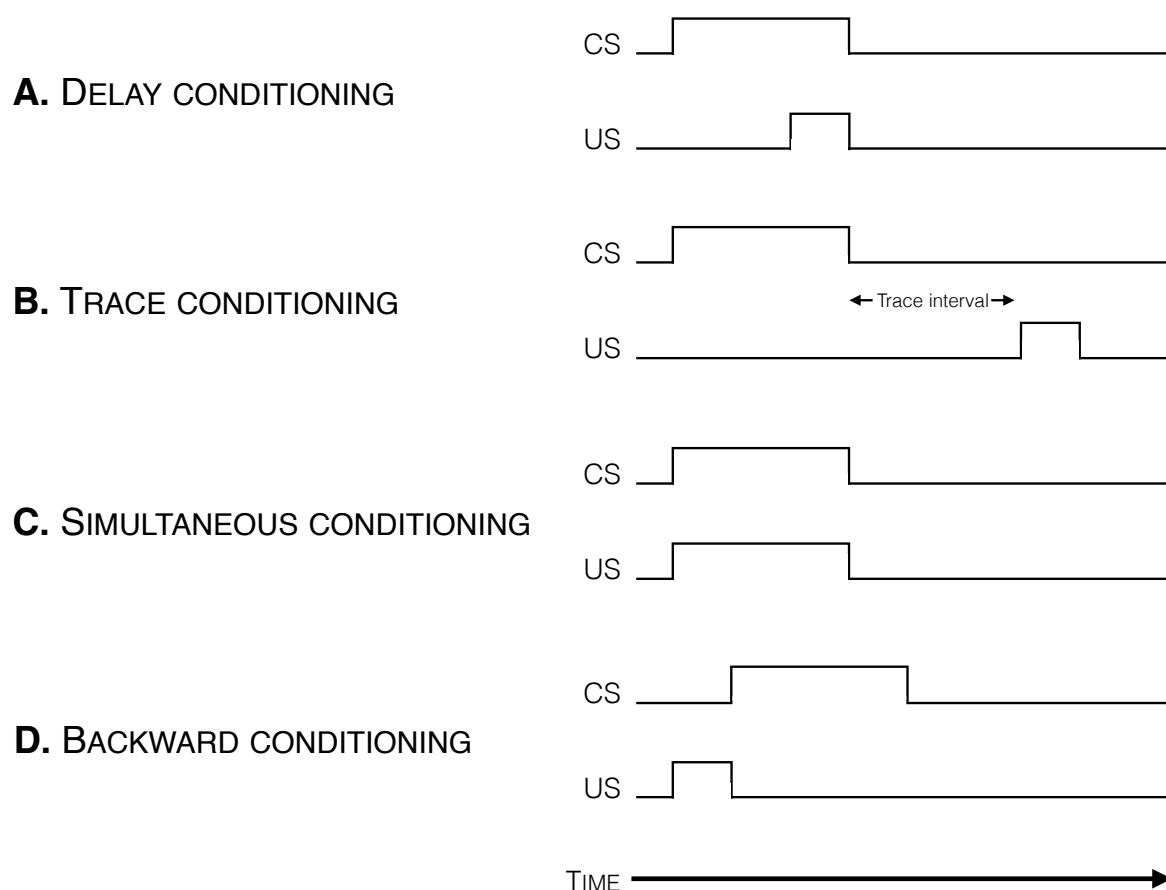 CS
A. DELAY CONDITIONING
US
CS
B. TRACE CONDITIONING
Trace interval
US
CS
C. SIMULTANEOUS CONDITIONING
US
CS
D. BACKWARD CONDITIONING
US
TIME